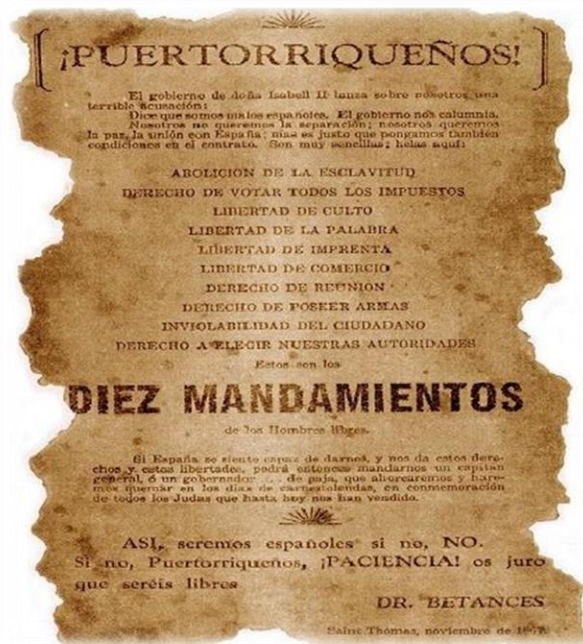 ¡PUERTORRIQUEÑOS!
El gobierno de doña Isabell II lanza sobre nosotros una
terrible acusación:
Dice que somos malos españoles. El gobierno nos calumnia.
Nosotros no queremos la separación; nosotros queremos
la paz, la unión con España; mas es justo que pongamos también
condiciones en el contrato. Son muy sencillas; helas aquí:
ABOLICION DE LA ESCLAVITUD
DERECHO DE VOTAR TODOS LOS IMPUESTOS
LIBERTAD DE CULTO
LIBERTAD DE LA PALABRA
LIBERTAD DE IMPRENTA
LIBERTAD DE COMERCIO
DERECHO DE REUNION
DERECHO DE POSEER ARMAS
INVIOLABILIDAD DEL CIUDADANO
DERECHO A ELEGIR NUESTRAS AUTORIDADES
Estos son los
DIEZ MANDAMIENTOS
de los Hombres libres.
Si España se siente capaz de darnos, y nos da estos dere-
chos y estas libertades, podrá entonces mandarnos un capitan
general, ó un gobernador . . . de paja, que ahorcaremos y hare-
mos quemar en los días de carnestolendas, en conmemoración
de todos los Judas que hasta hoy nos han vendido.
ASI, seremos españoles si no, NO.
Si no, Puertorriqueños, ¡PACIENCIA! os juro
que seréis libres
DR. BETANCES
Saint Thomas, noviembre de